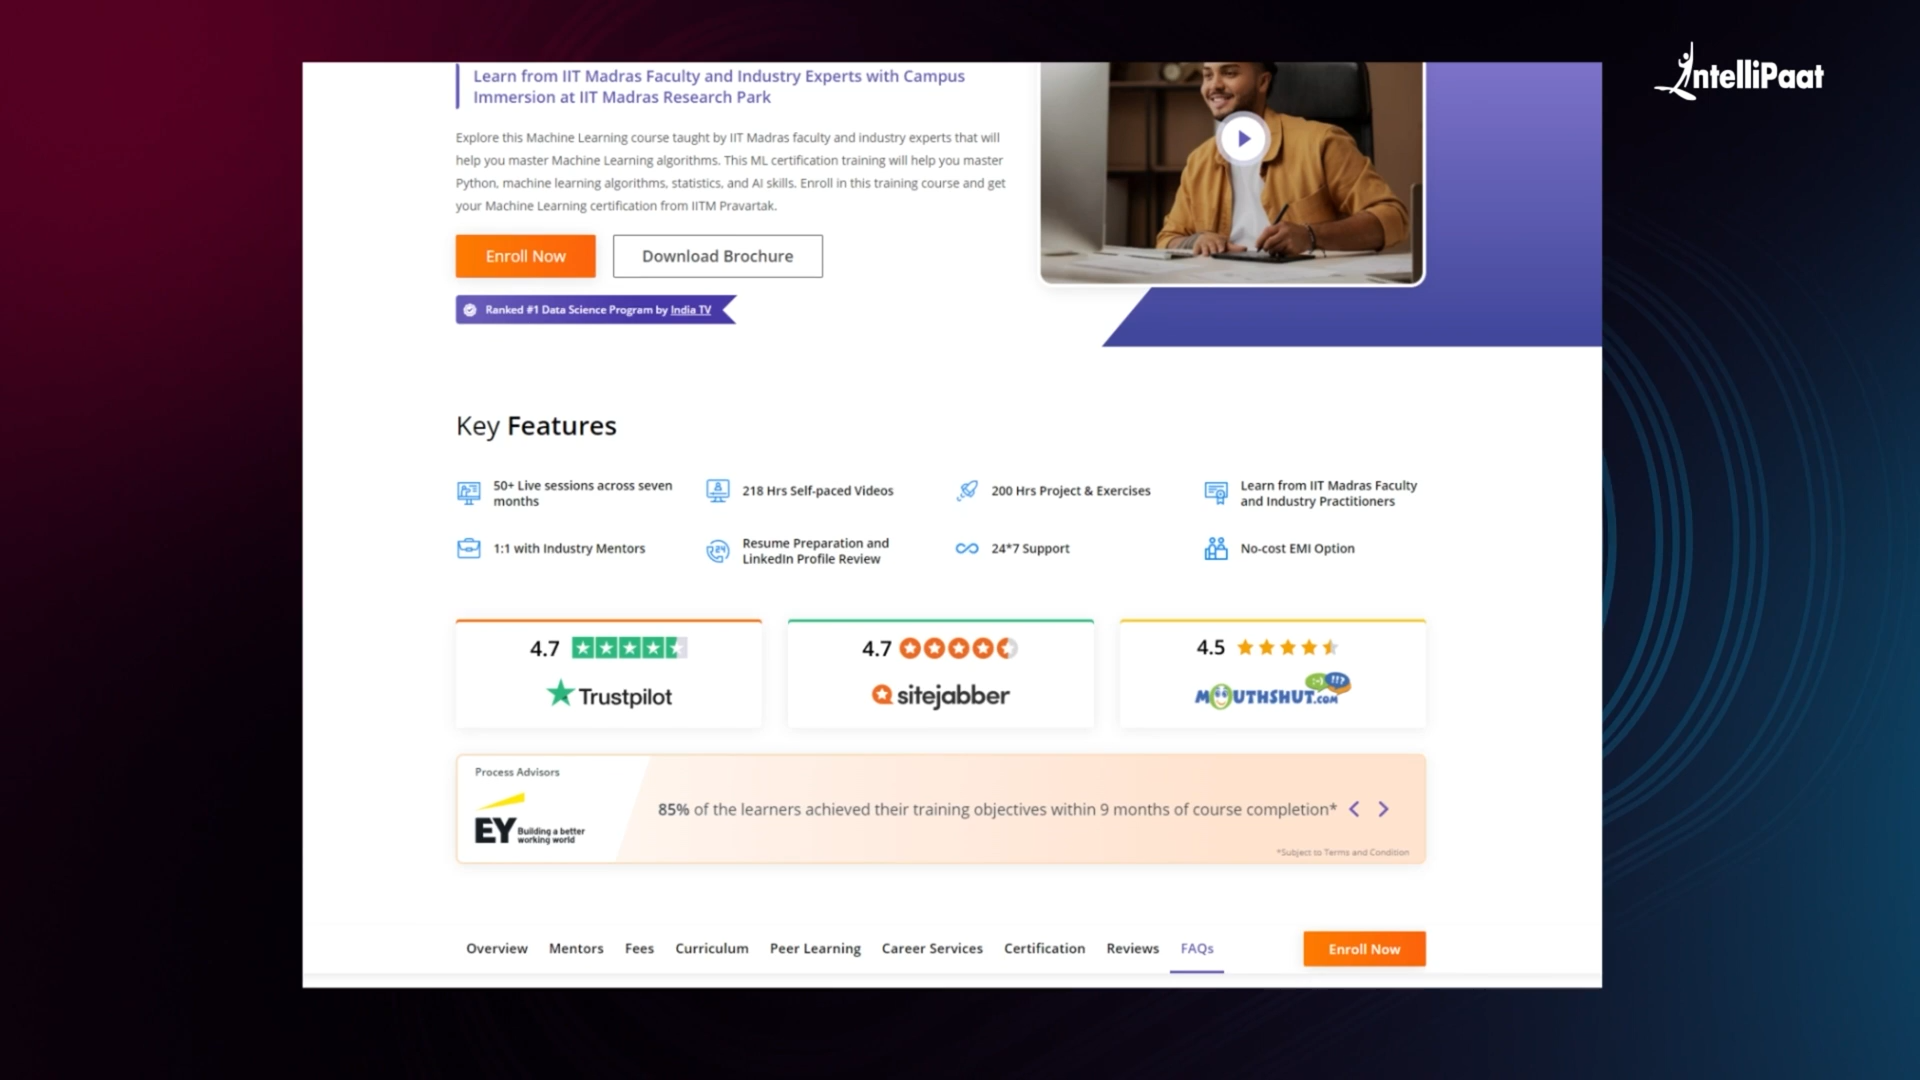 IntelliPaat
Learn from IIT Madras Faculty and Industry Experts with Campus
Immersion at IIT Madras Research Park
Explore this Machine Learning course taught by IIT Madras faculty and industry experts that will
help you master Machine Learning algorithms. This ML certification training will help you master
Python, machine learning algorithms, statistics, and AI skills. Enroll in this training course and get
your Machine Learning certification from IITM Pravartak.
Enroll Now
Download Brochure
Ranked #1 Data Science Program by India TV
Key Features
50+ Live sessions across seven
months
218 Hrs Self-paced Videos
200 Hrs Project & Exercises
Learn from IIT Madras Faculty
and Industry Practitioners
1:1 with Industry Mentors
Resume Preparation and
LinkedIn Profile Review
24*7 Support
No-cost EMI Option
4.7
Trustpilot
4.7
sitejabber
4.5
MOUTHSHUT.COM
Process Advisors
EY Building a better
working world
85% of the learners achieved their training objectives within 9 months of course completion*
*Subject to Terms and Condition
Overview Mentors Fees Curriculum Peer Learning Career Services Certification Reviews FAQs
Enroll Now